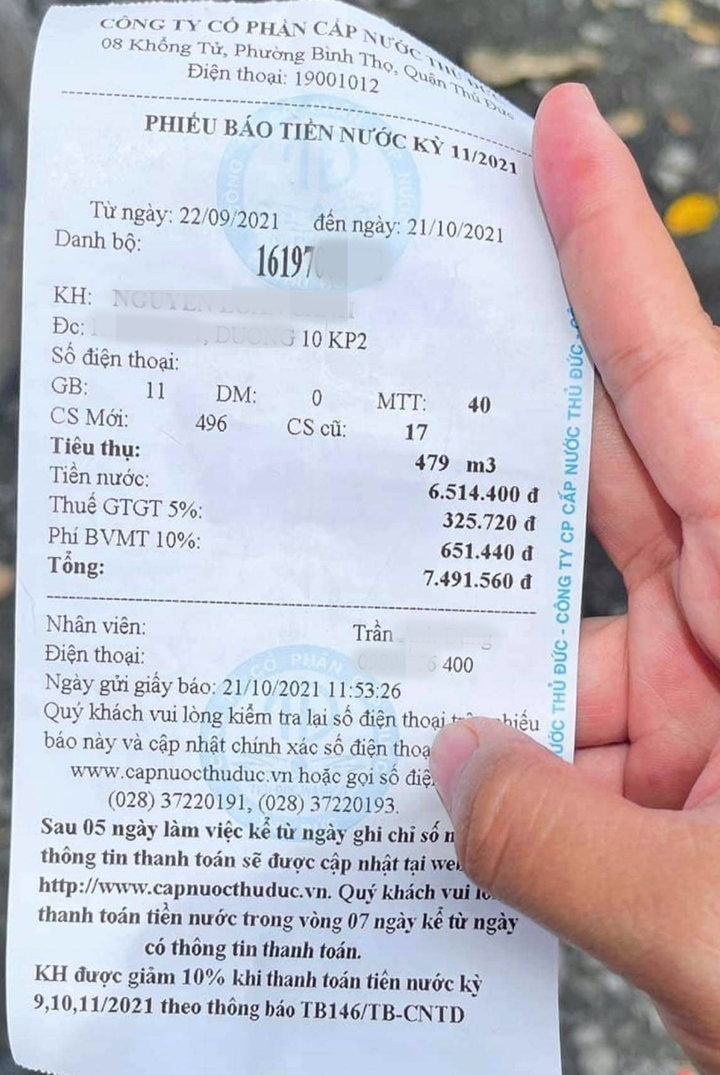 CÔNG TY CỔ PHẦN CẤP NƯỚC THỦ ĐỨC
08 Khổng Tử, Phường Bình Thọ, Quận Thủ Đức
Điện thoại: 19001012
PHIẾU BÁO TIỀN NƯỚC KỲ 11/2021
Từ ngày: 22/09/2021 đến ngày: 21/10/2021
Danh bộ:
16197
KH: NGUYEN
Đc: , DUONG 10 KP2
Số điện thoại:
GB: 11 DM: 0 MTT: 40
CS Mới: 496 CS cũ: 17
Tiêu thụ: 479 m3
Tiền nước: 6.514.400 đ
Thuế GTGT 5%: 325.720 đ
Phí BVMT 10%: 651.440 đ
Tổng: 7.491.560 đ
Nhân viên: Trần
Điện thoại: 400
Ngày gửi giấy báo: 21/10/2021 11:53:26
Quý khách vui lòng kiểm tra lại số điện thoại phiếu
báo này và cập nhật chính xác số điện
www.capnuocthuduc.vn hoặc gọi số
(028) 37220191, (028) 37220193.
Sau 05 ngày làm việc kể từ ngày ghi chỉ số
thông tin thanh toán sẽ được cập nhật tại
http://www.capnuocthuduc.vn. Quý khách vui
thanh toán tiền nước trong vòng 07 ngày kể từ ngày
có thông tin thanh toán.
KH được giảm 10% khi thanh toán tiên nước kỳ
9,10,11/2021 theo thông báo TB146/TB-CNTD
THỦ ĐỨC - CÔNG TY CP CẤP NƯỚC THỦ ĐỨC